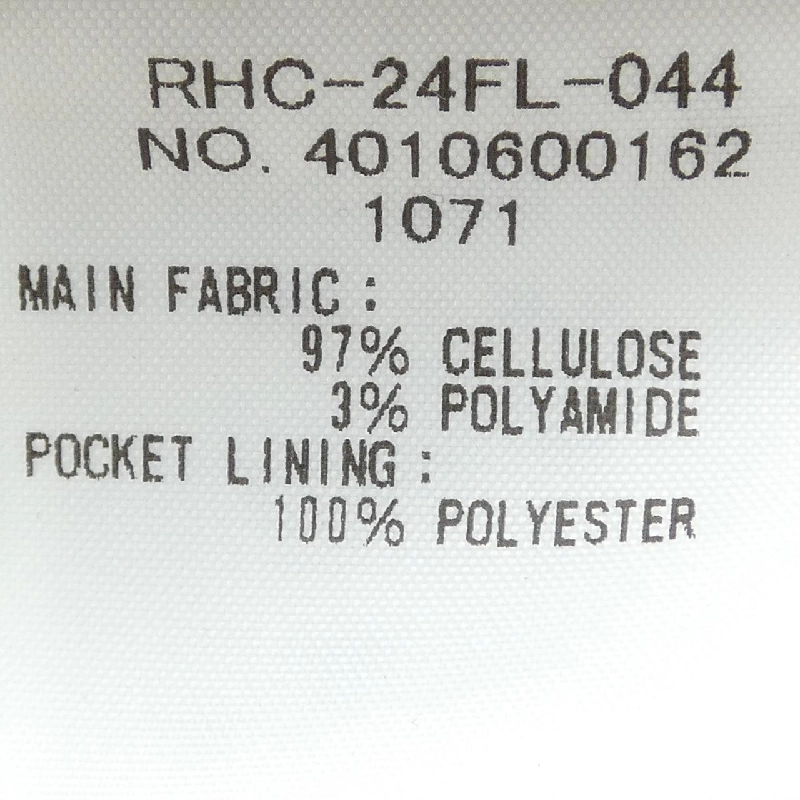 RHC-24FL-044
NO. 4010600162
1071
MAIN FABRIC:
97% CELLULOSE
3% POLYAMIDE
POCKET LINING:
100% POLYESTER